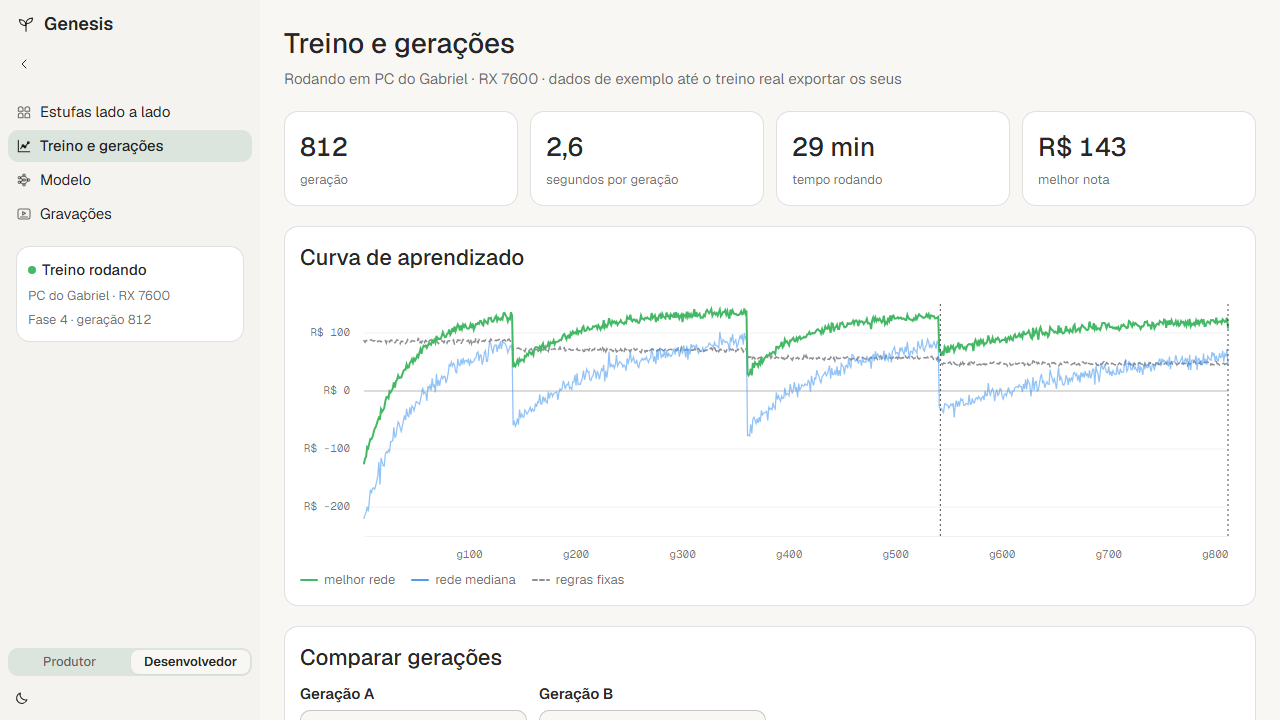 Genesis
Estufas lado a lado
Treino e gerações
Modelo
Gravações
Treino rodando
PC do Gabriel · RX 7600
Fase 4 · geração 812
Produtor
Desenvolvedor
Treino e gerações
Rodando em PC do Gabriel · RX 7600 · dados de exemplo até o treino real exportar os seus
812
geração
2,6
segundos por geração
29 min
tempo rodando
R$ 143
melhor nota
Curva de aprendizado
R$ 100
R$ 0
R$ -100
R$ -200
g100 g200 g300 g400 g500 g600 g700 g800
melhor rede rede mediana regras fixas
Comparar gerações
Geração A Geração B